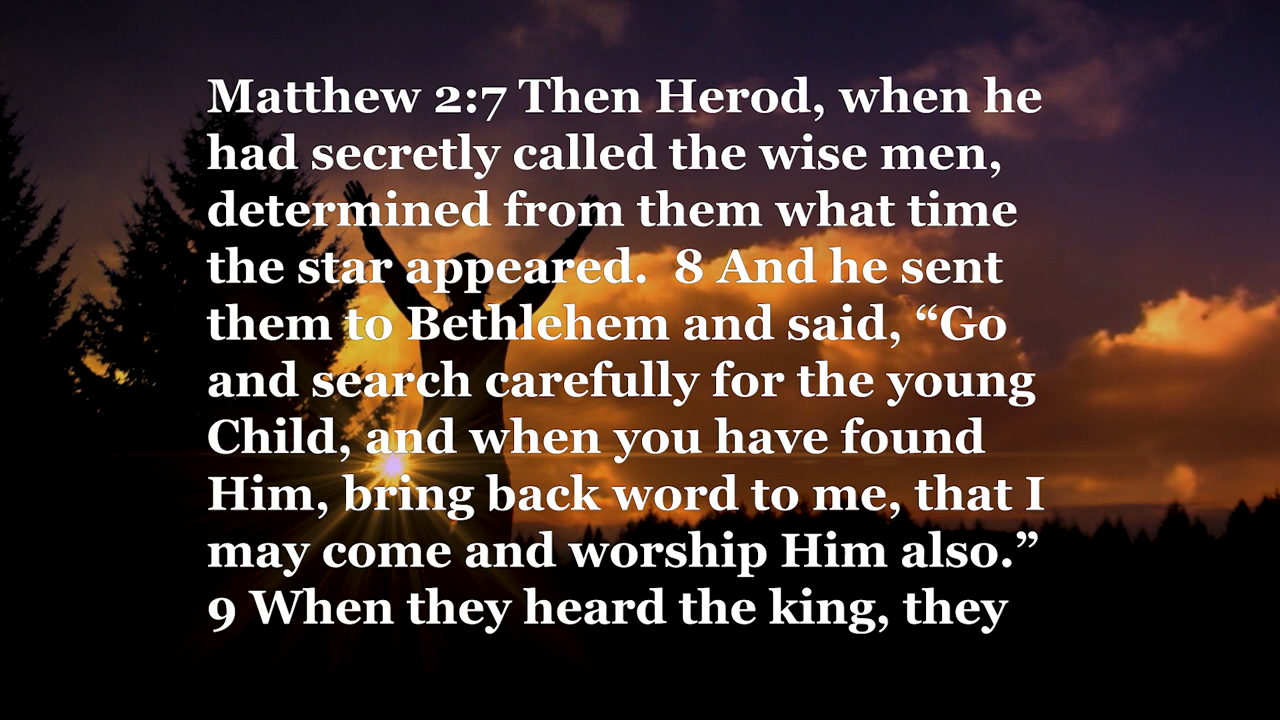 Matthew 2:7 Then Herod, when he
had secretly called the wise men,
determined from them what time
the star appeared.  8 And he sent
them to Bethlehem and said, “Go
and search carefully for the young
Child, and when you have found
Him, bring back word to me, that I
may come and worship Him also.”
9 When they heard the king, they